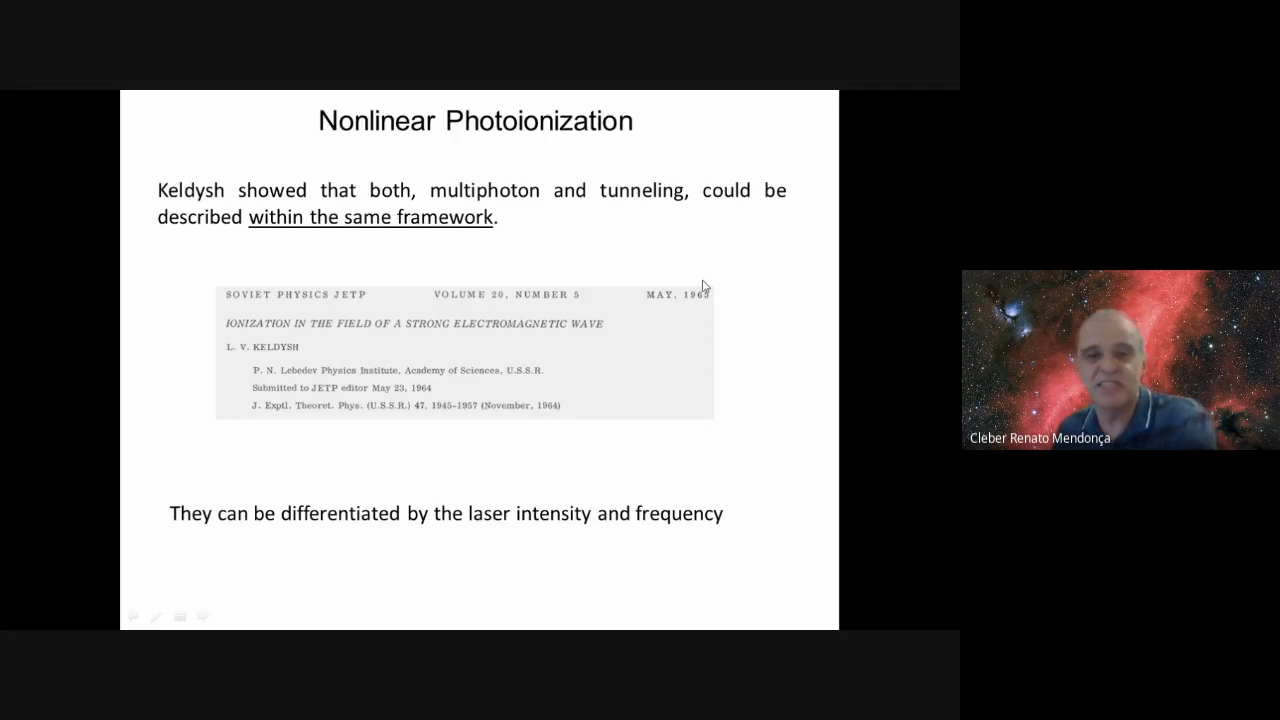 Nonlinear Photoionization
Keldysh showed that both, multiphoton and tunneling, could be
described within the same framework.
SOVIET PHYSICS JETP VOLUME 20, NUMBER 5 MAY, 1965
IONIZATION IN THE FIELD OF A STRONG ELECTROMAGNETIC WAVE
L. V. KELDYSH
P. N. Lebedev Physics Institute, Academy of Sciences, U.S.S.R.
Submitted to JETP editor May 23, 1964
J. Exptl. Theoret. Phys. (U.S.S.R.) 47, 1945-1957 (November, 1964)
Cleber Renato Mendonça
They can be differentiated by the laser intensity and frequency